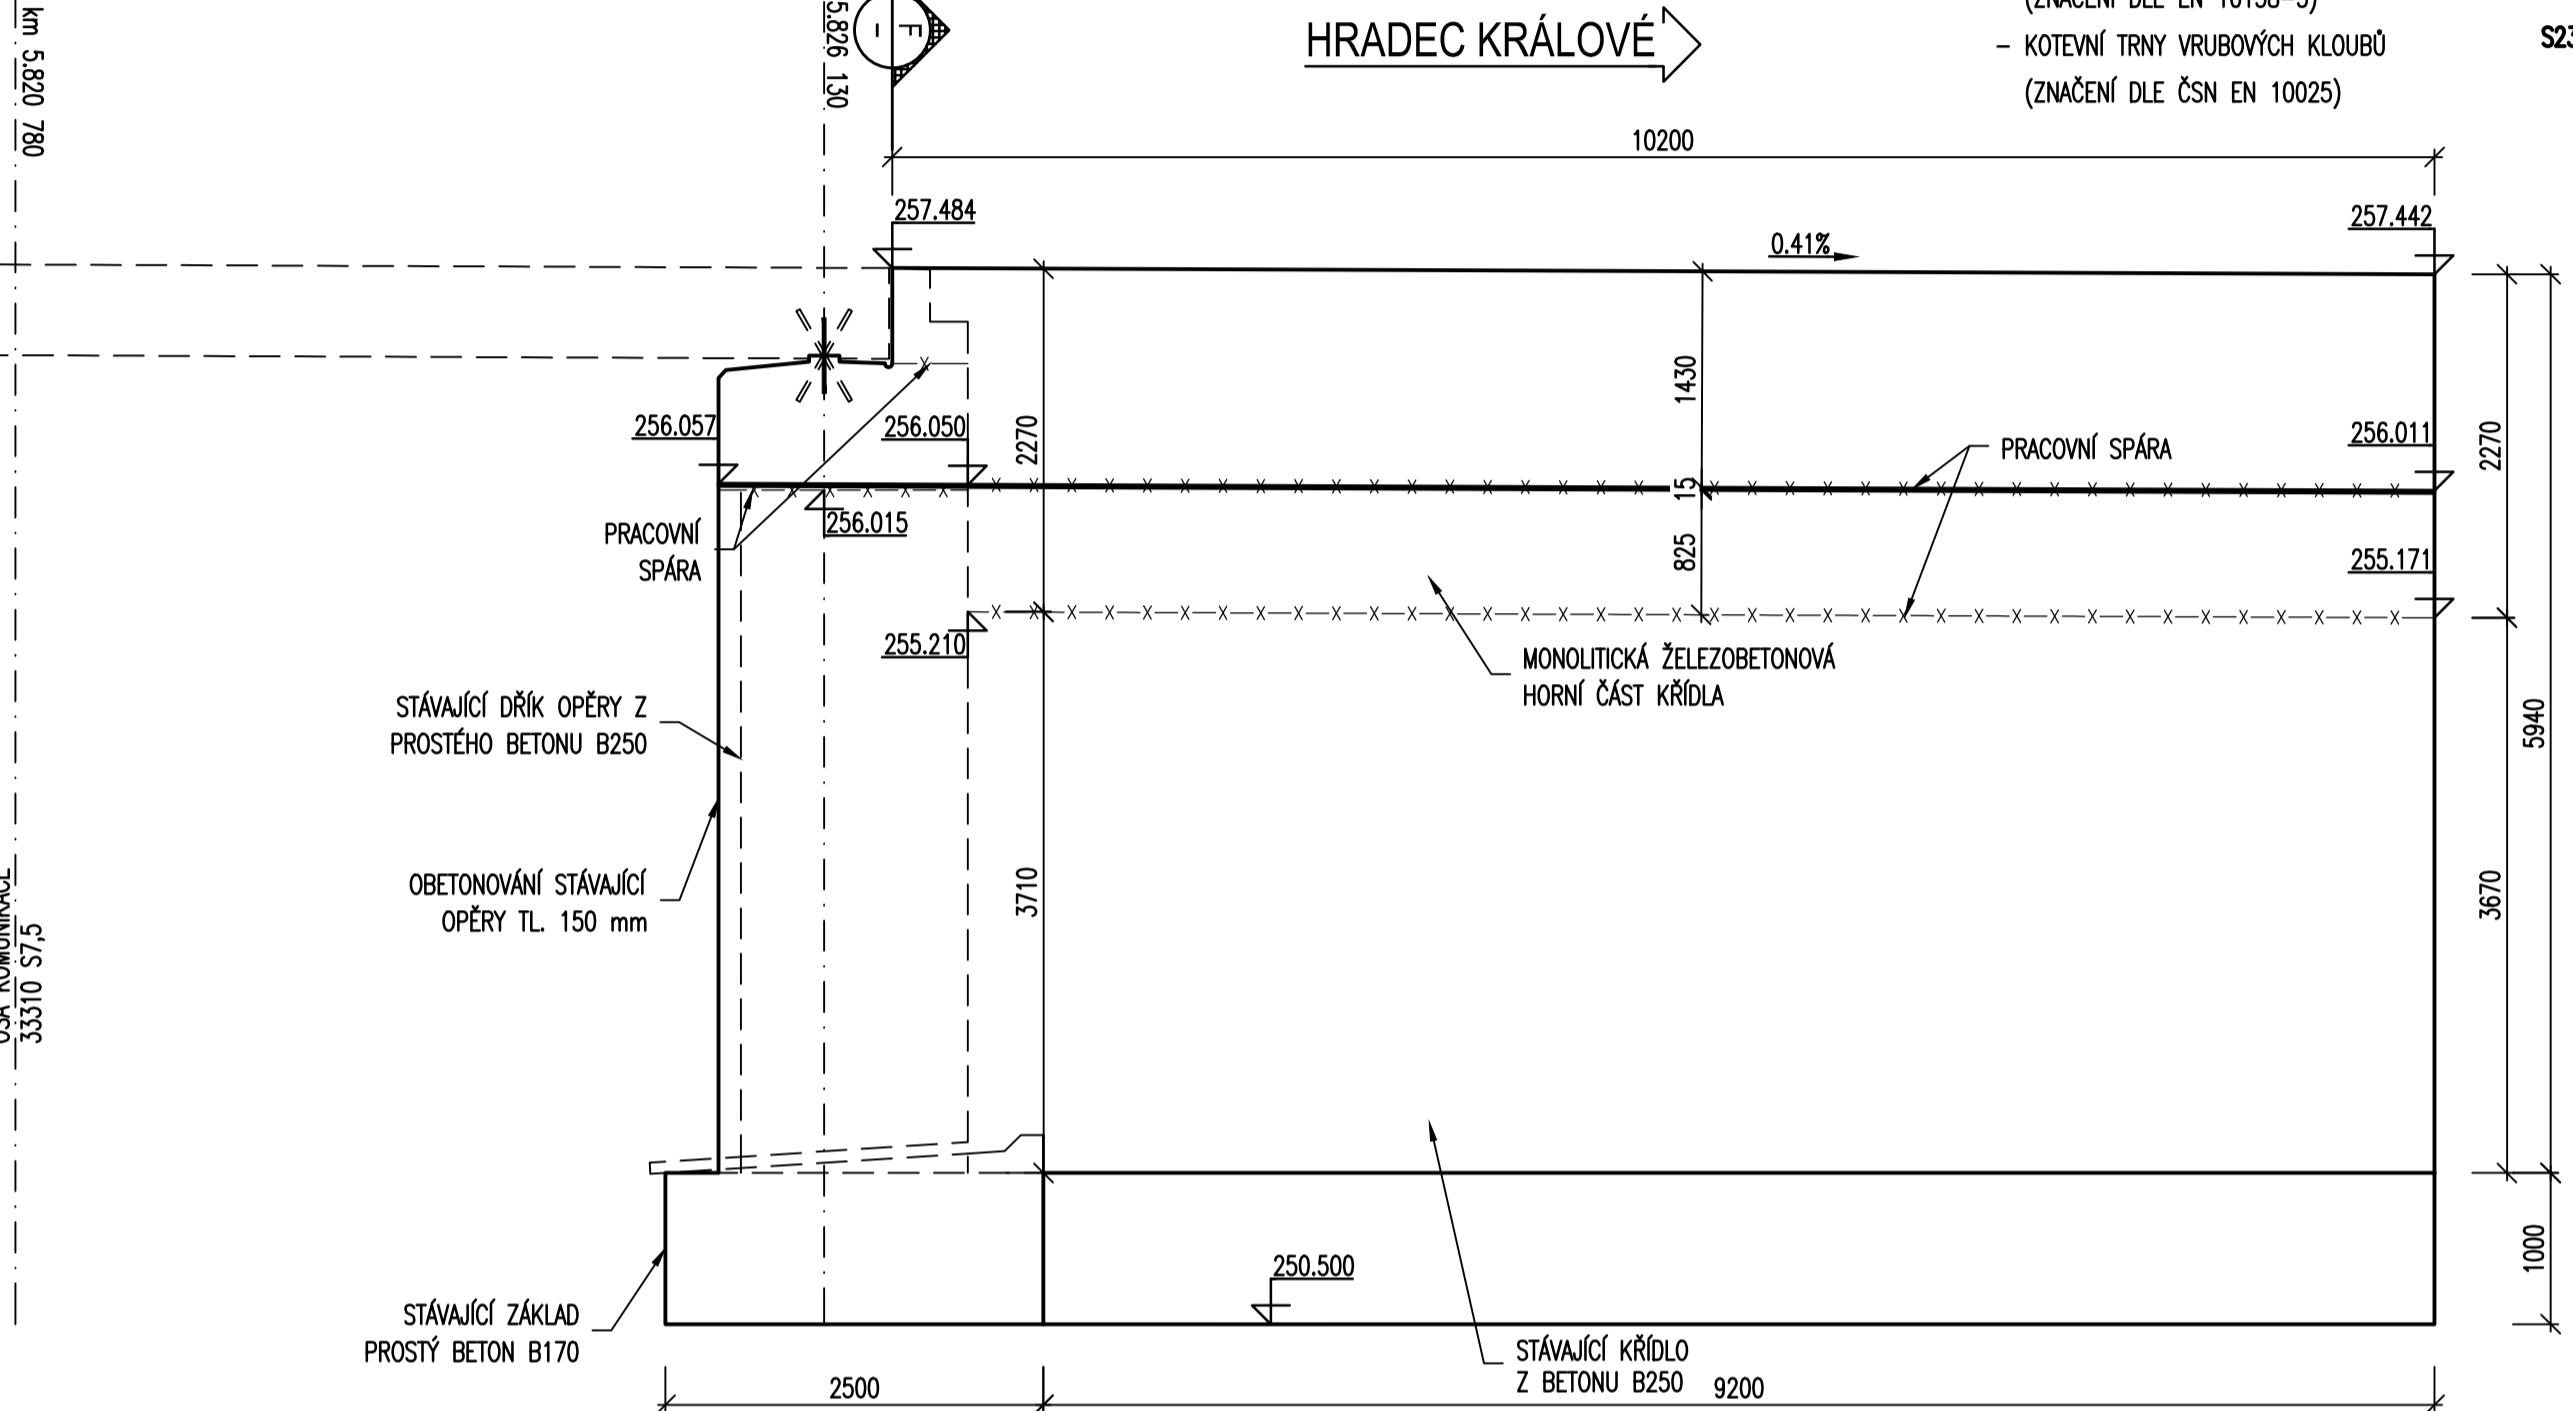 km 5.820 780
5.826 130
F
-
HRADEC KRÁLOVÉ
- KOTEVNÍ TRNY VRUBOVÝCH KLOUBŮ
(ZNAČENÍ DLE ČSN EN 10025)
10200
257.484
257.442
0.41%
1430
256.057
256.050
2270
PRACOVNÍ SPÁRA
256.011
2270
15
256.015
PRACOVNÍ
SPÁRA
825
255.171
255.210
MONOLITICKÁ ŽELEZOBETONOVÁ
HORNÍ ČÁST KŘÍDLA
STÁVAJÍCÍ DŘÍK OPĚRY Z
PROSTÉHO BETONU B250
5940
OBETONOVÁNÍ STÁVAJÍCÍ
OPĚRY TL. 150 mm
3710
3670
OSA KOMUNIKACE
33310 S7,5
1000
250.500
STÁVAJÍCÍ ZÁKLAD
PROSTÝ BETON B170
STÁVAJÍCÍ KŘÍDLO
Z BETONU B250
2500
9200